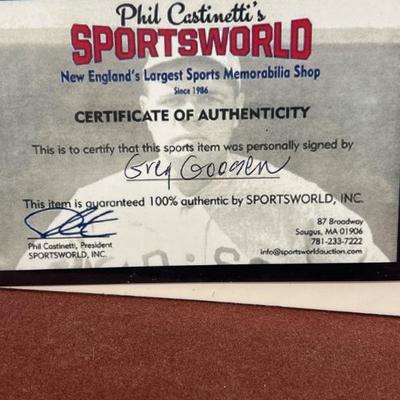 Phil Castinetti's
SPORTSWORLD
New England's Largest Sports Memorabilia Shop
Since 1986
CERTIFICATE OF AUTHENTICITY
This is to certify that this sports item was personally signed by
Greg Googen
This item is guaranteed 100% authentic by SPORTSWORLD, INC.
Phil Castinetti, President
SPORTSWORLD, INC.
87 Broadway
Saugus, MA 01906
781-233-7222
info@sportsworldauction.com